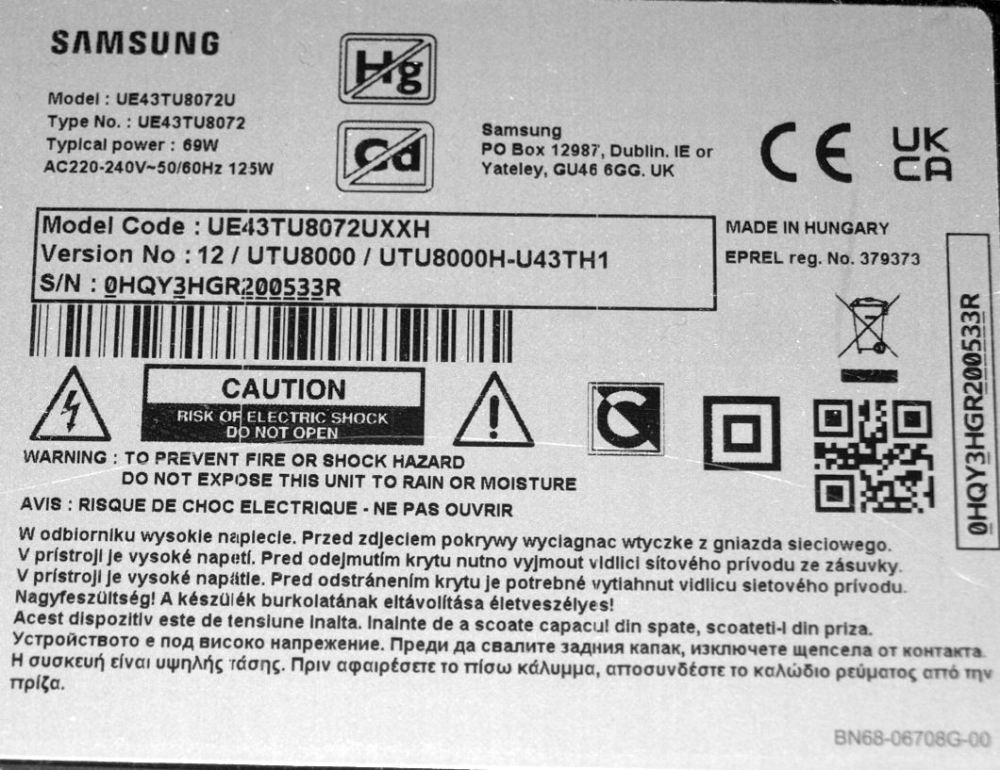 SAMSUNG
Hg
Cd
Model : UE43TU8072U
Type No. : UE43TU8072
Typical power : 69W
AC220-240V~50/60Hz 125W
Samsung
PO Box 12987, Dublin. IE or
Yateley, GU46 6GG. UK
CE
UK
CA
Model Code : UE43TU8072UXXH
Version No : 12 / UTU8000 / UTU8000H-U43TH1
S/N : 0HQY3HGR200533R
MADE IN HUNGARY
EPREL reg. No. 379373
0HQY3HGR200533R
CAUTION
RISK OF ELECTRIC SHOCK
DO NOT OPEN
WARNING : TO PREVENT FIRE OR SHOCK HAZARD
DO NOT EXPOSE THIS UNIT TO RAIN OR MOISTURE
AVIS : RISQUE DE CHOC ELECTRIQUE - NE PAS OUVRIR
W odbiorniku wysokie napiecie. Przed zdjeciem pokrywy wyciagnac wtyczke z gniazda sieciowego.
V prístroji je vysoké napetí. Pred odejmutím krytu nutno vyjmout vidlici sítového prívodu ze zásuvky.
V prístroji je vysoké napätie. Pred odstránením krytu je potrebné vytiahnut vidlicu sietového prívodu.
Nagyfeszültség! A készülék burkolatának eltávolítása életveszélyes!
Acest dispozitiv este de tensiune inalta. Inainte de a scoate capacul din spate, scoateti-l din priza.
Устройството е под високо напрежение. Преди да свалите задния капак, изключете щепсела от контакта.
Η συσκευή είναι υψηλής τάσης. Πριν αφαιρέσετε το πίσω κάλυμμα, αποσυνδέστε το καλώδιο ρεύματος από την
πρίζα.
BN68-06708G-00